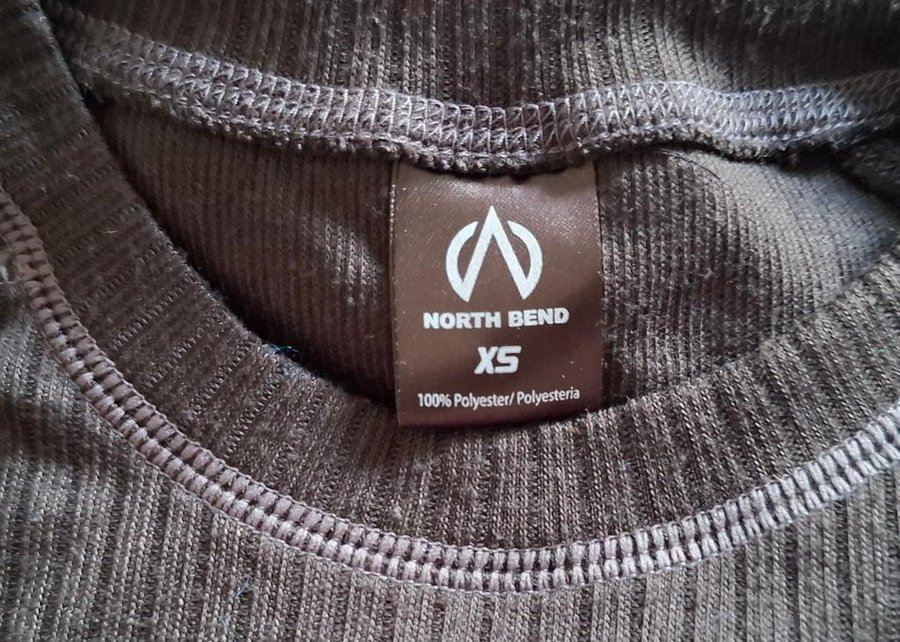 NORTH BEND
XS
100% Polyester/ Polyesteria